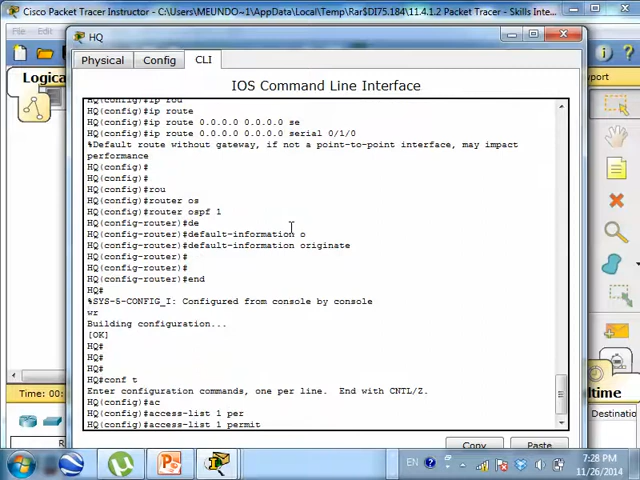 Cisco Packet Tracer Instructor - C:\Users\MEUNDO~1\AppData\Local\Temp\Rar$DI75.184\11.4.1.2 Packet Tracer - Skills Inte...
File Edit
HQ
Logica
port
Physical Config CLI
IOS Command Line Interface
HQ(config)#ip rou
HQ(config)#ip route
HQ(config)#ip route 0.0.0.0 0.0.0.0 se
HQ(config)#ip route 0.0.0.0 0.0.0.0 serial 0/1/0
%Default route without gateway, if not a point-to-point interface, may impact
performance
HQ(config)#
HQ(config)#
HQ(config)#rou
HQ(config)#router os
HQ(config)#router ospf 1
HQ(config-router)#de
HQ(config-router)#default-information o
HQ(config-router)#default-information originate
HQ(config-router)#
HQ(config-router)#
HQ(config-router)#end
HQ#
%SYS-5-CONFIG_I: Configured from console by console
wr
Building configuration...
[OK]
HQ#
HQ#
HQ#
HQ#conf t
Enter configuration commands, one per line. End with CNTL/Z.
HQ(config)#ac
HQ(config)#access-list 1 per
HQ(config)#access-list 1 permit
Time: 00:
Copy Paste
Destinatio
EN
7:28 PM
11/26/2014